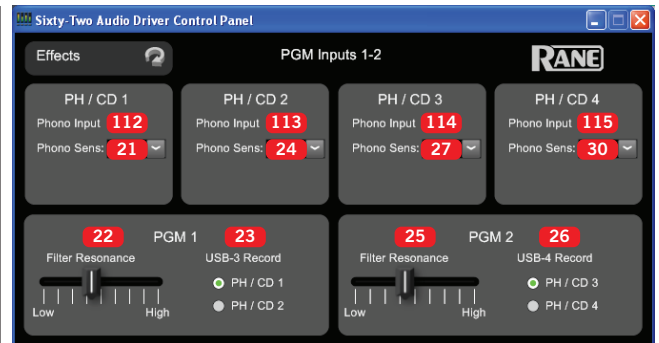 Sixty-Two Audio Driver Control Panel
Effects
PGM Inputs 1-2
RANE
PH / CD 1
Phono Input 112
Phono Sens: 21
PH / CD 2
Phono Input 113
Phono Sens: 24
PH / CD 3
Phono Input 114
Phono Sens: 27
PH / CD 4
Phono Input 115
Phono Sens: 30
22 PGM 1 23
Filter Resonance USB-3 Record
PH / CD 1
PH / CD 2
Low High
25 PGM 2 26
Filter Resonance USB-4 Record
PH / CD 3
PH / CD 4
Low High